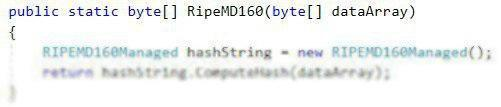 public static byte[] RipeMD160(byte[] dataArray)
{
RIPEMD160Managed hashString = new RIPEMD160Managed();
return hashString.ComputeHash(dataArray);
}